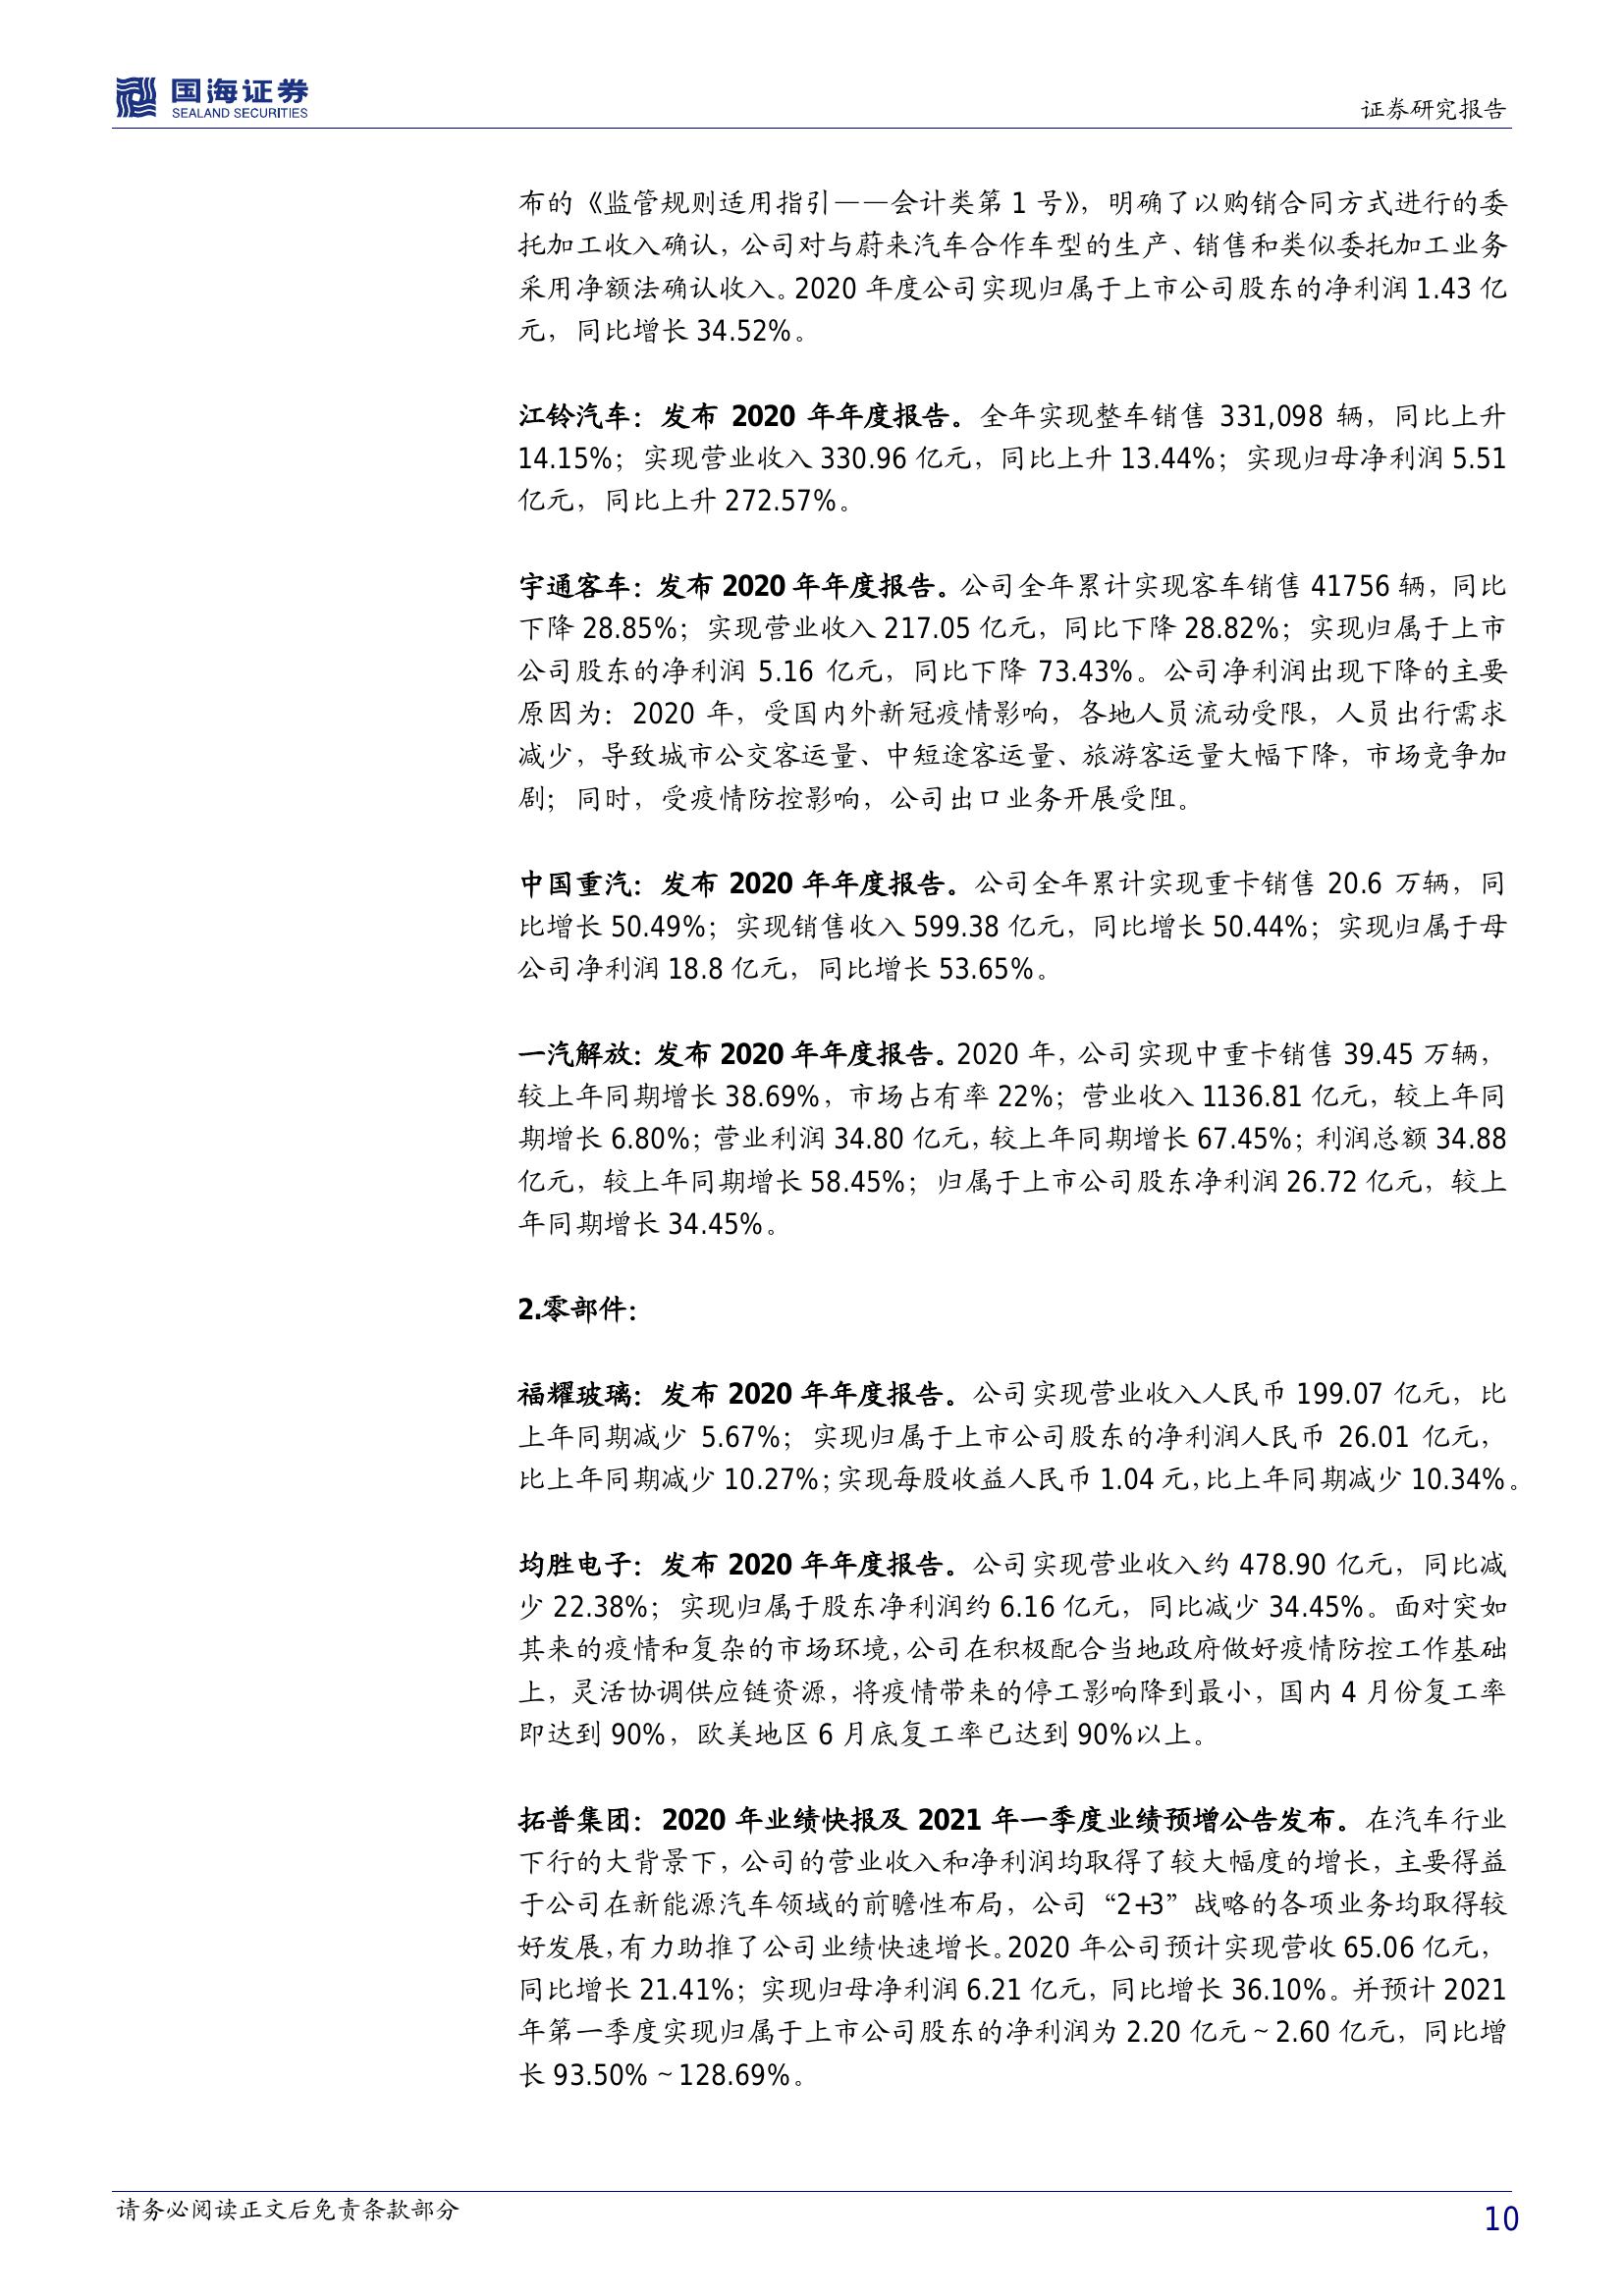 国海证券
SEALAND SECURITIES
证券研究报告
布的《监管规则适用指引——会计类第 1 号》，明确了以购销合同方式进行的委
托加工收入确认，公司对与蔚来汽车合作车型的生产、销售和类似委托加工业务
采用净额法确认收入。2020 年度公司实现归属于上市公司股东的净利润 1.43 亿
元，同比增长 34.52%。
江铃汽车：发布 2020 年年度报告。全年实现整车销售 331,098 辆，同比上升
14.15%；实现营业收入 330.96 亿元，同比上升 13.44%；实现归母净利润 5.51
亿元，同比上升 272.57%。
宇通客车：发布 2020 年年度报告。公司全年累计实现客车销售 41756 辆，同比
下降 28.85%；实现营业收入 217.05 亿元，同比下降 28.82%；实现归属于上市
公司股东的净利润 5.16 亿元，同比下降 73.43%。公司净利润出现下降的主要
原因为：2020 年，受国内外新冠疫情影响，各地人员流动受限，人员出行需求
减少，导致城市公交客运量、中短途客运量、旅游客运量大幅下降，市场竞争加
剧；同时，受疫情防控影响，公司出口业务开展受阻。
中国重汽：发布 2020 年年度报告。公司全年累计实现重卡销售 20.6 万辆，同
比增长 50.49%；实现销售收入 599.38 亿元，同比增长 50.44%；实现归属于母
公司净利润 18.8 亿元，同比增长 53.65%。
一汽解放：发布 2020 年年度报告。2020 年，公司实现中重卡销售 39.45 万辆，
较上年同期增长 38.69%，市场占有率 22%；营业收入 1136.81 亿元，较上年同
期增长 6.80%；营业利润 34.80 亿元，较上年同期增长 67.45%；利润总额 34.88
亿元，较上年同期增长 58.45%；归属于上市公司股东净利润 26.72 亿元，较上
年同期增长 34.45%。
2.零部件：
福耀玻璃：发布 2020 年年度报告。公司实现营业收入人民币 199.07 亿元，比
上年同期减少 5.67%；实现归属于上市公司股东的净利润人民币 26.01 亿元，
比上年同期减少 10.27%；实现每股收益人民币 1.04 元，比上年同期减少 10.34%。
均胜电子：发布 2020 年年度报告。公司实现营业收入约 478.90 亿元，同比减
少 22.38%；实现归属于股东净利润约 6.16 亿元，同比减少 34.45%。面对突如
其来的疫情和复杂的市场环境，公司在积极配合当地政府做好疫情防控工作基础
上，灵活协调供应链资源，将疫情带来的停工影响降到最小，国内 4 月份复工率
即达到 90%，欧美地区 6 月底复工率已达到 90%以上。
拓普集团：2020 年业绩快报及 2021 年一季度业绩预增公告发布。在汽车行业
下行的大背景下，公司的营业收入和净利润均取得了较大幅度的增长，主要得益
于公司在新能源汽车领域的前瞻性布局，公司“2+3”战略的各项业务均取得较
好发展，有力助推了公司业绩快速增长。2020 年公司预计实现营收 65.06 亿元，
同比增长 21.41%；实现归母净利润 6.21 亿元，同比增长 36.10%。并预计 2021
年第一季度实现归属于上市公司股东的净利润为 2.20 亿元～2.60 亿元，同比增
长 93.50%～128.69%。
请务必阅读正文后免责条款部分
10